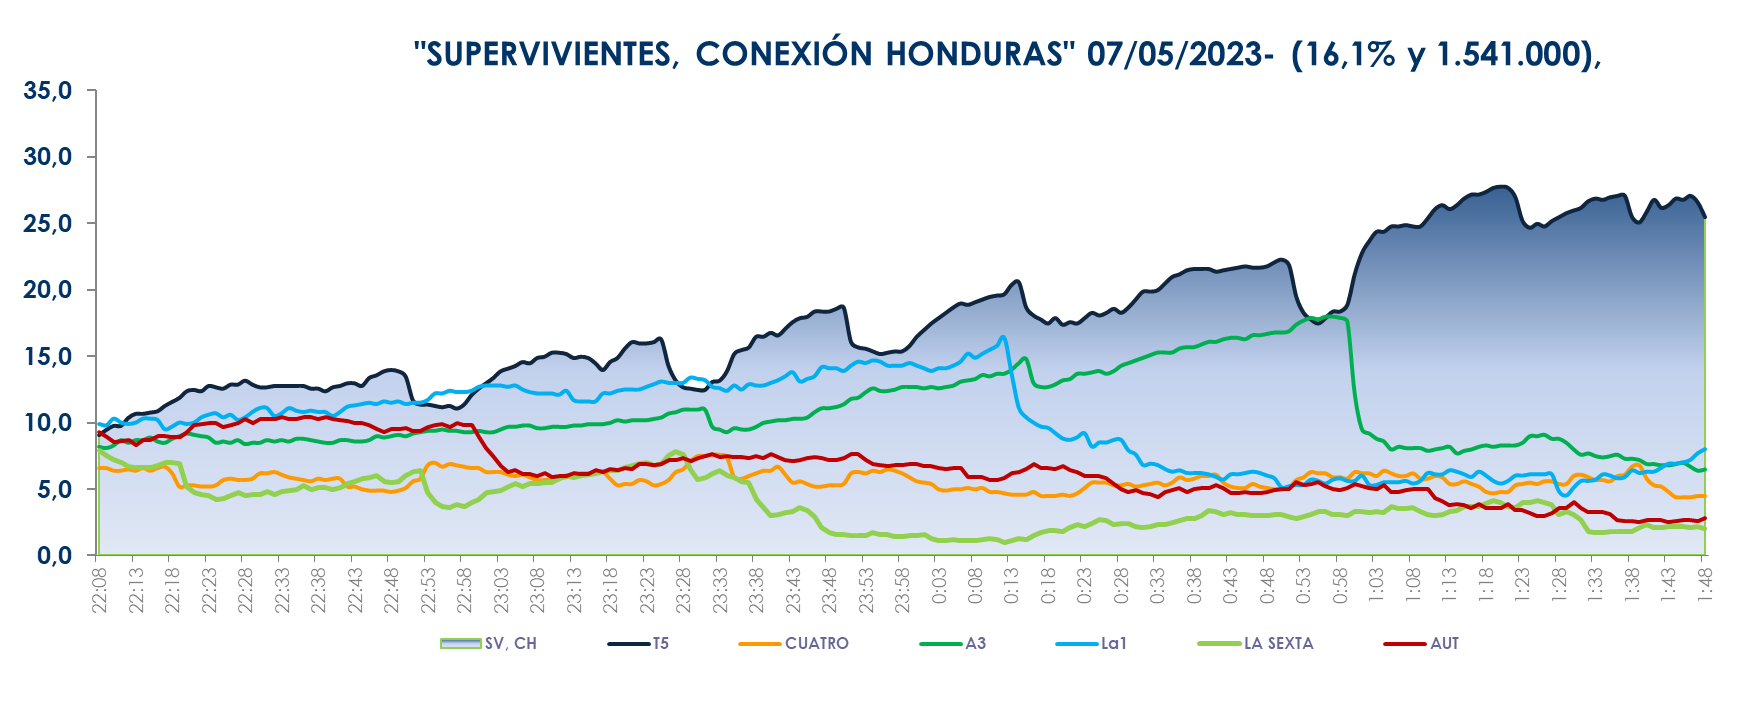 "SUPERVIVIENTES, CONEXIÓN HONDURAS" 07/05/2023- (16,1% y 1.541.000),
35,0
30,0
25,0
20,0
15,0
10,0
5,0
0,0
22:08 22:13 22:18 22:23 22:28 22:33 22:38 22:43 22:48 22:53 22:58 23:03 23:08 23:13 23:18 23:23 23:28 23:33 23:38 23:43 23:48 23:53 23:58 0:03 0:08 0:13 0:18 0:23 0:28 0:33 0:38 0:43 0:48 0:53 0:58 1:03 1:08 1:13 1:18 1:23 1:28 1:33 1:38 1:43 1:48
SV, CH T5 CUATRO A3 La1 LA SEXTA AUT